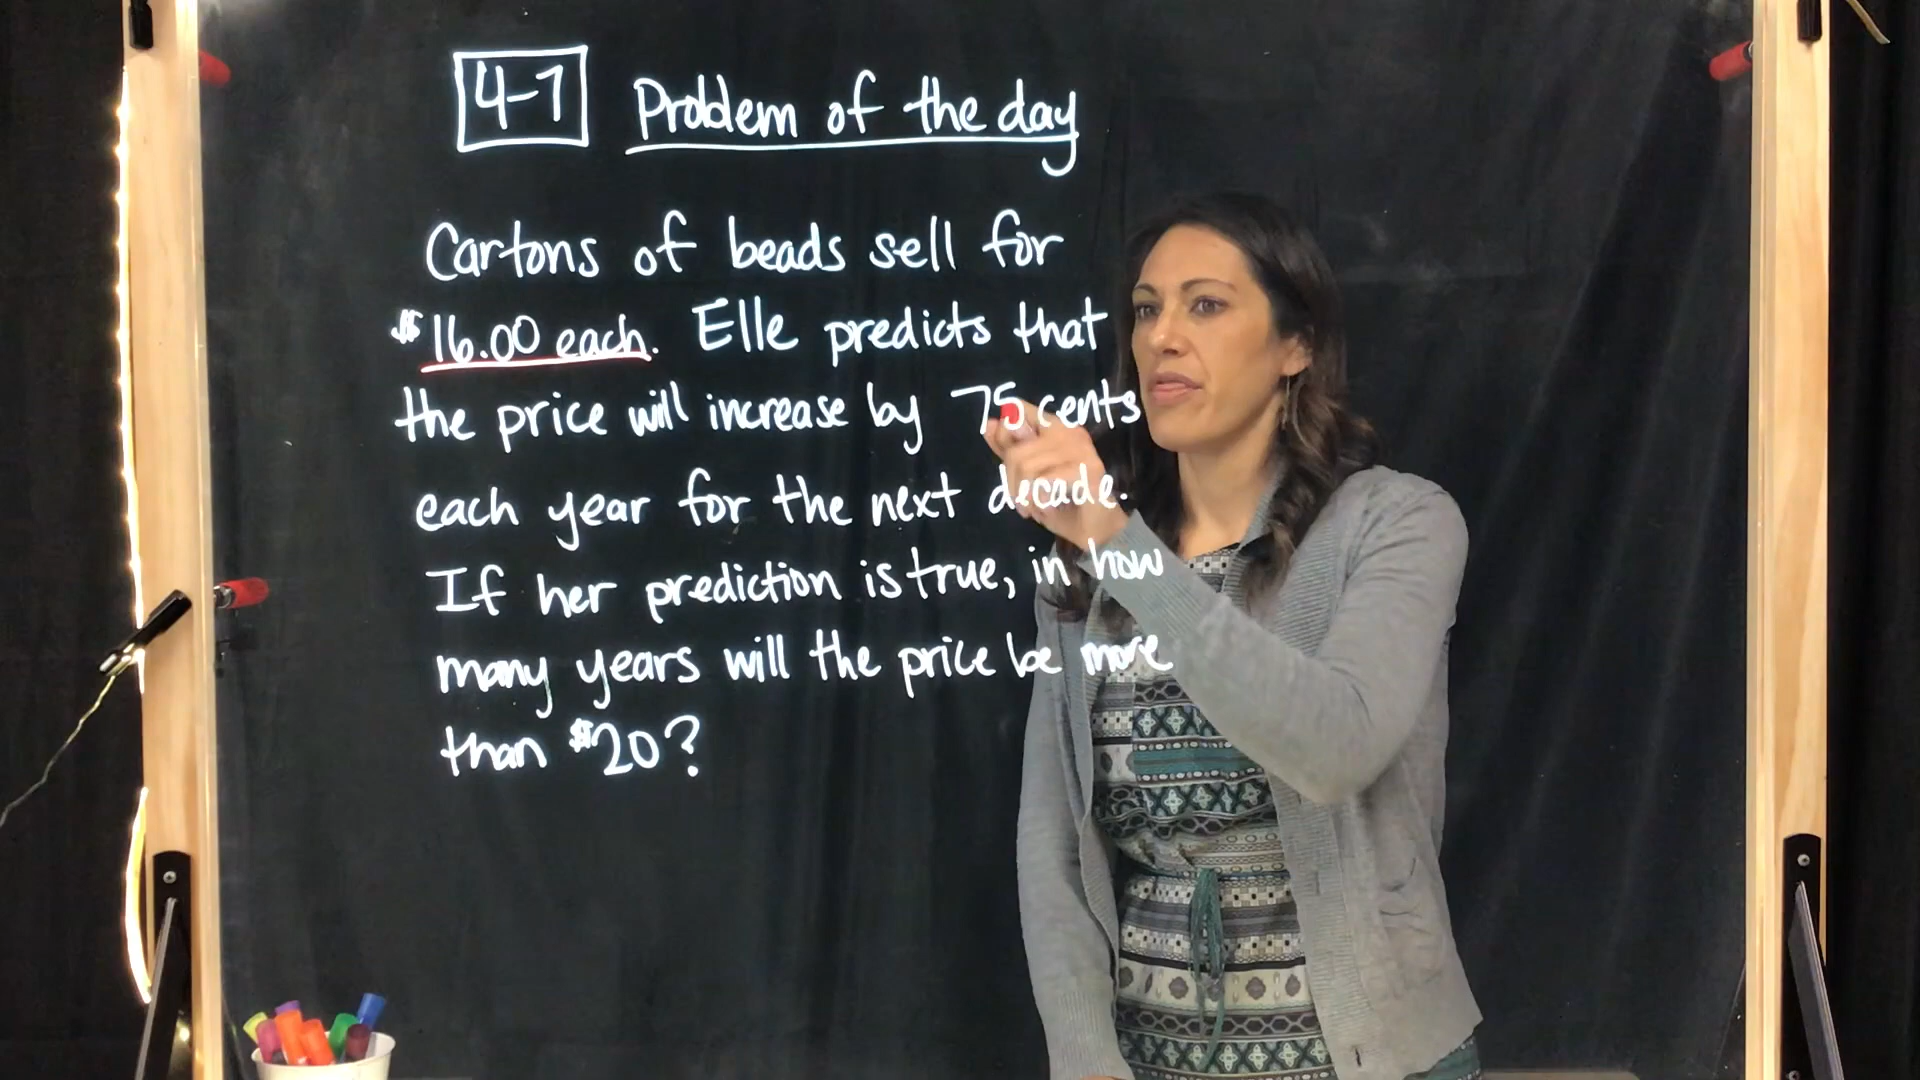 4-7 Problem of the day
Cartons of beads sell for
$16.00 each. Elle predicts that
the price will increase by 75 cents
each year for the next decade.
If her prediction is true, in how
many years will the price be more
than $20?